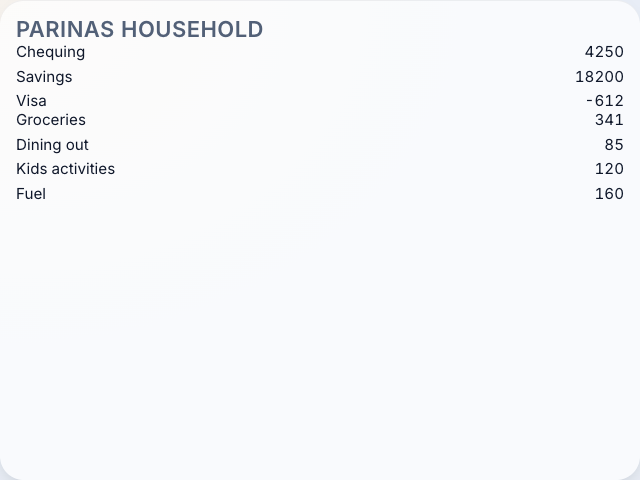 PARINAS HOUSEHOLD
Chequing 4250
Savings 18200
Visa -612
Groceries 341
Dining out 85
Kids activities 120
Fuel 160